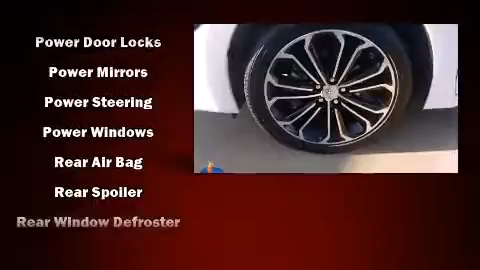 Power Door Locks
Power Mirrors
Power Steering
Power Windows
Rear Air Bag
Rear Spoiler
Rear Window Defroster